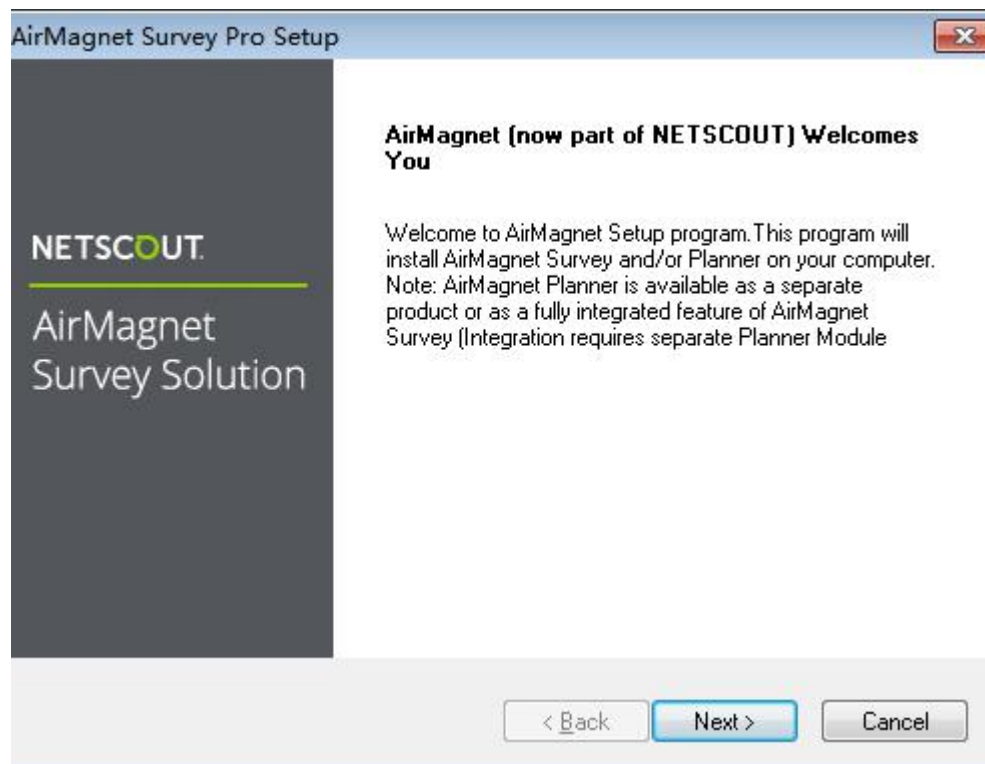 AirMagnet Survey Pro Setup
AirMagnet (now part of NETSCOUT) Welcomes
You
NETSCOUT.
AirMagnet
Survey Solution
Welcome to AirMagnet Setup program.This program will
install AirMagnet Survey and/or Planner on your computer.
Note: AirMagnet Planner is available as a separate
product or as a fully integrated feature of AirMagnet
Survey (Integration requires separate Planner Module
< Back
Next >
Cancel